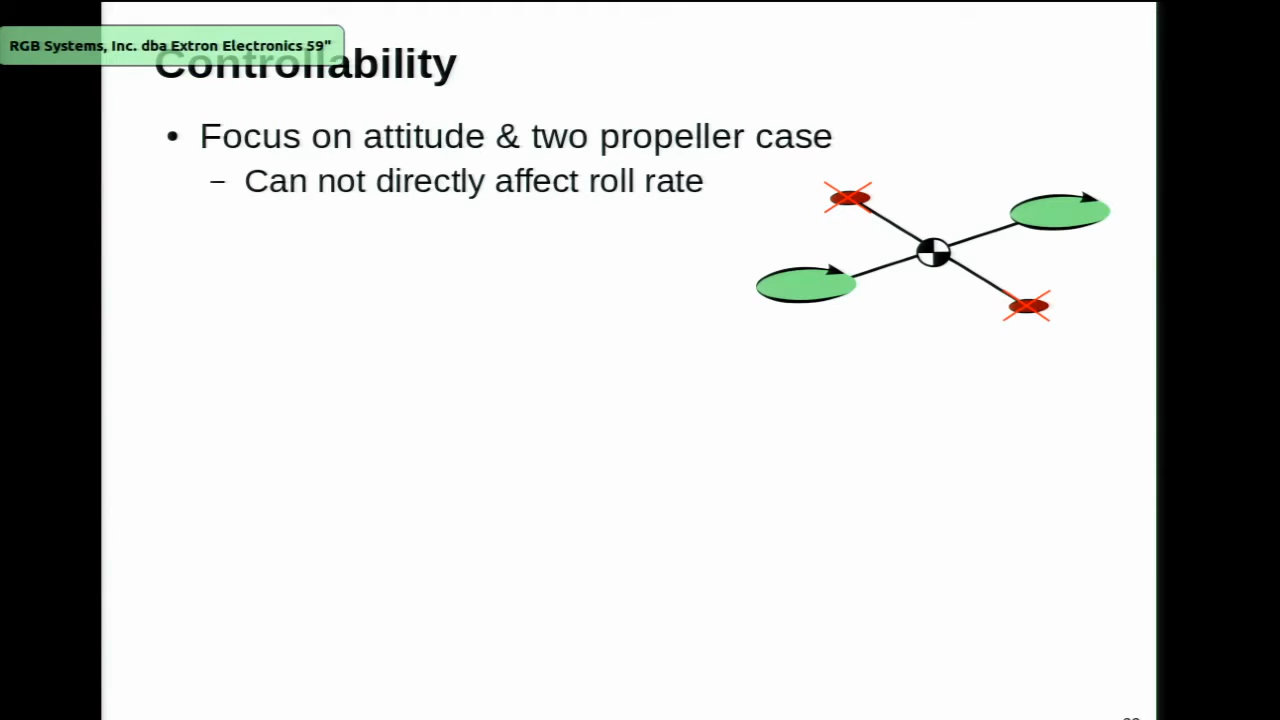 RGB Systems, Inc. dba Extron Electronics 59"
Controllability
• Focus on attitude & two propeller case
– Can not directly affect roll rate